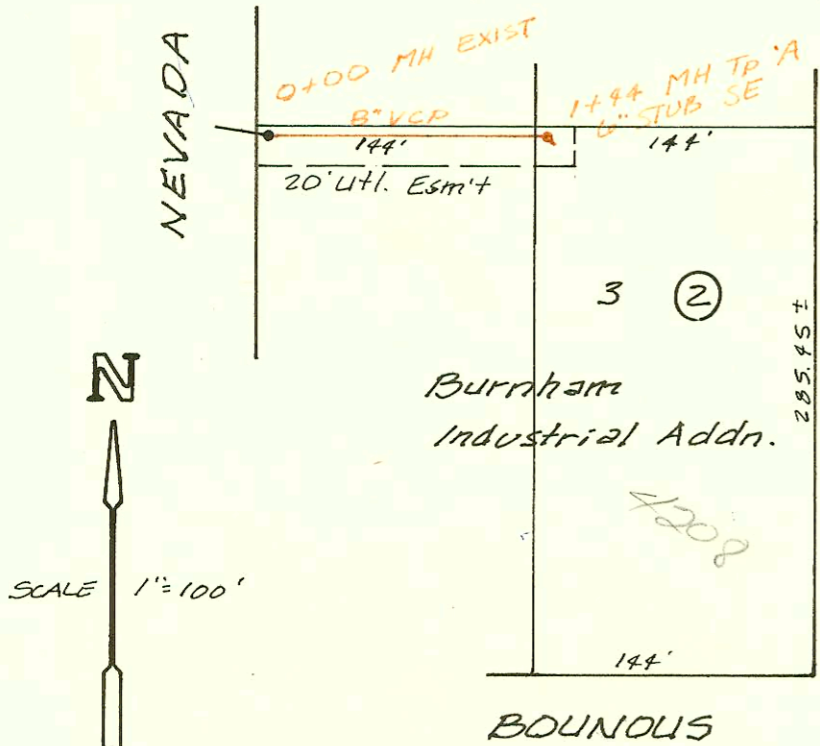 NEVADA
0+00 MH EXIST
8" VCP
144'
1+44 MH Tp 'A
6" STUB SE
144'
20' Utl. Esm't
3 2
285.45 ±
N
Burnham
Industrial Addn.
4208
SCALE 1"=100'
144'
BOUNOUS